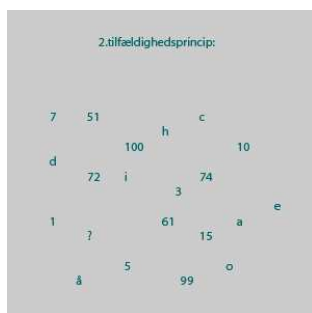 2.tilfældighedsprincip:
7 51 c
h
100 10
d
72 i 74
3
e
1 61 a
? 15
5 o
å 99